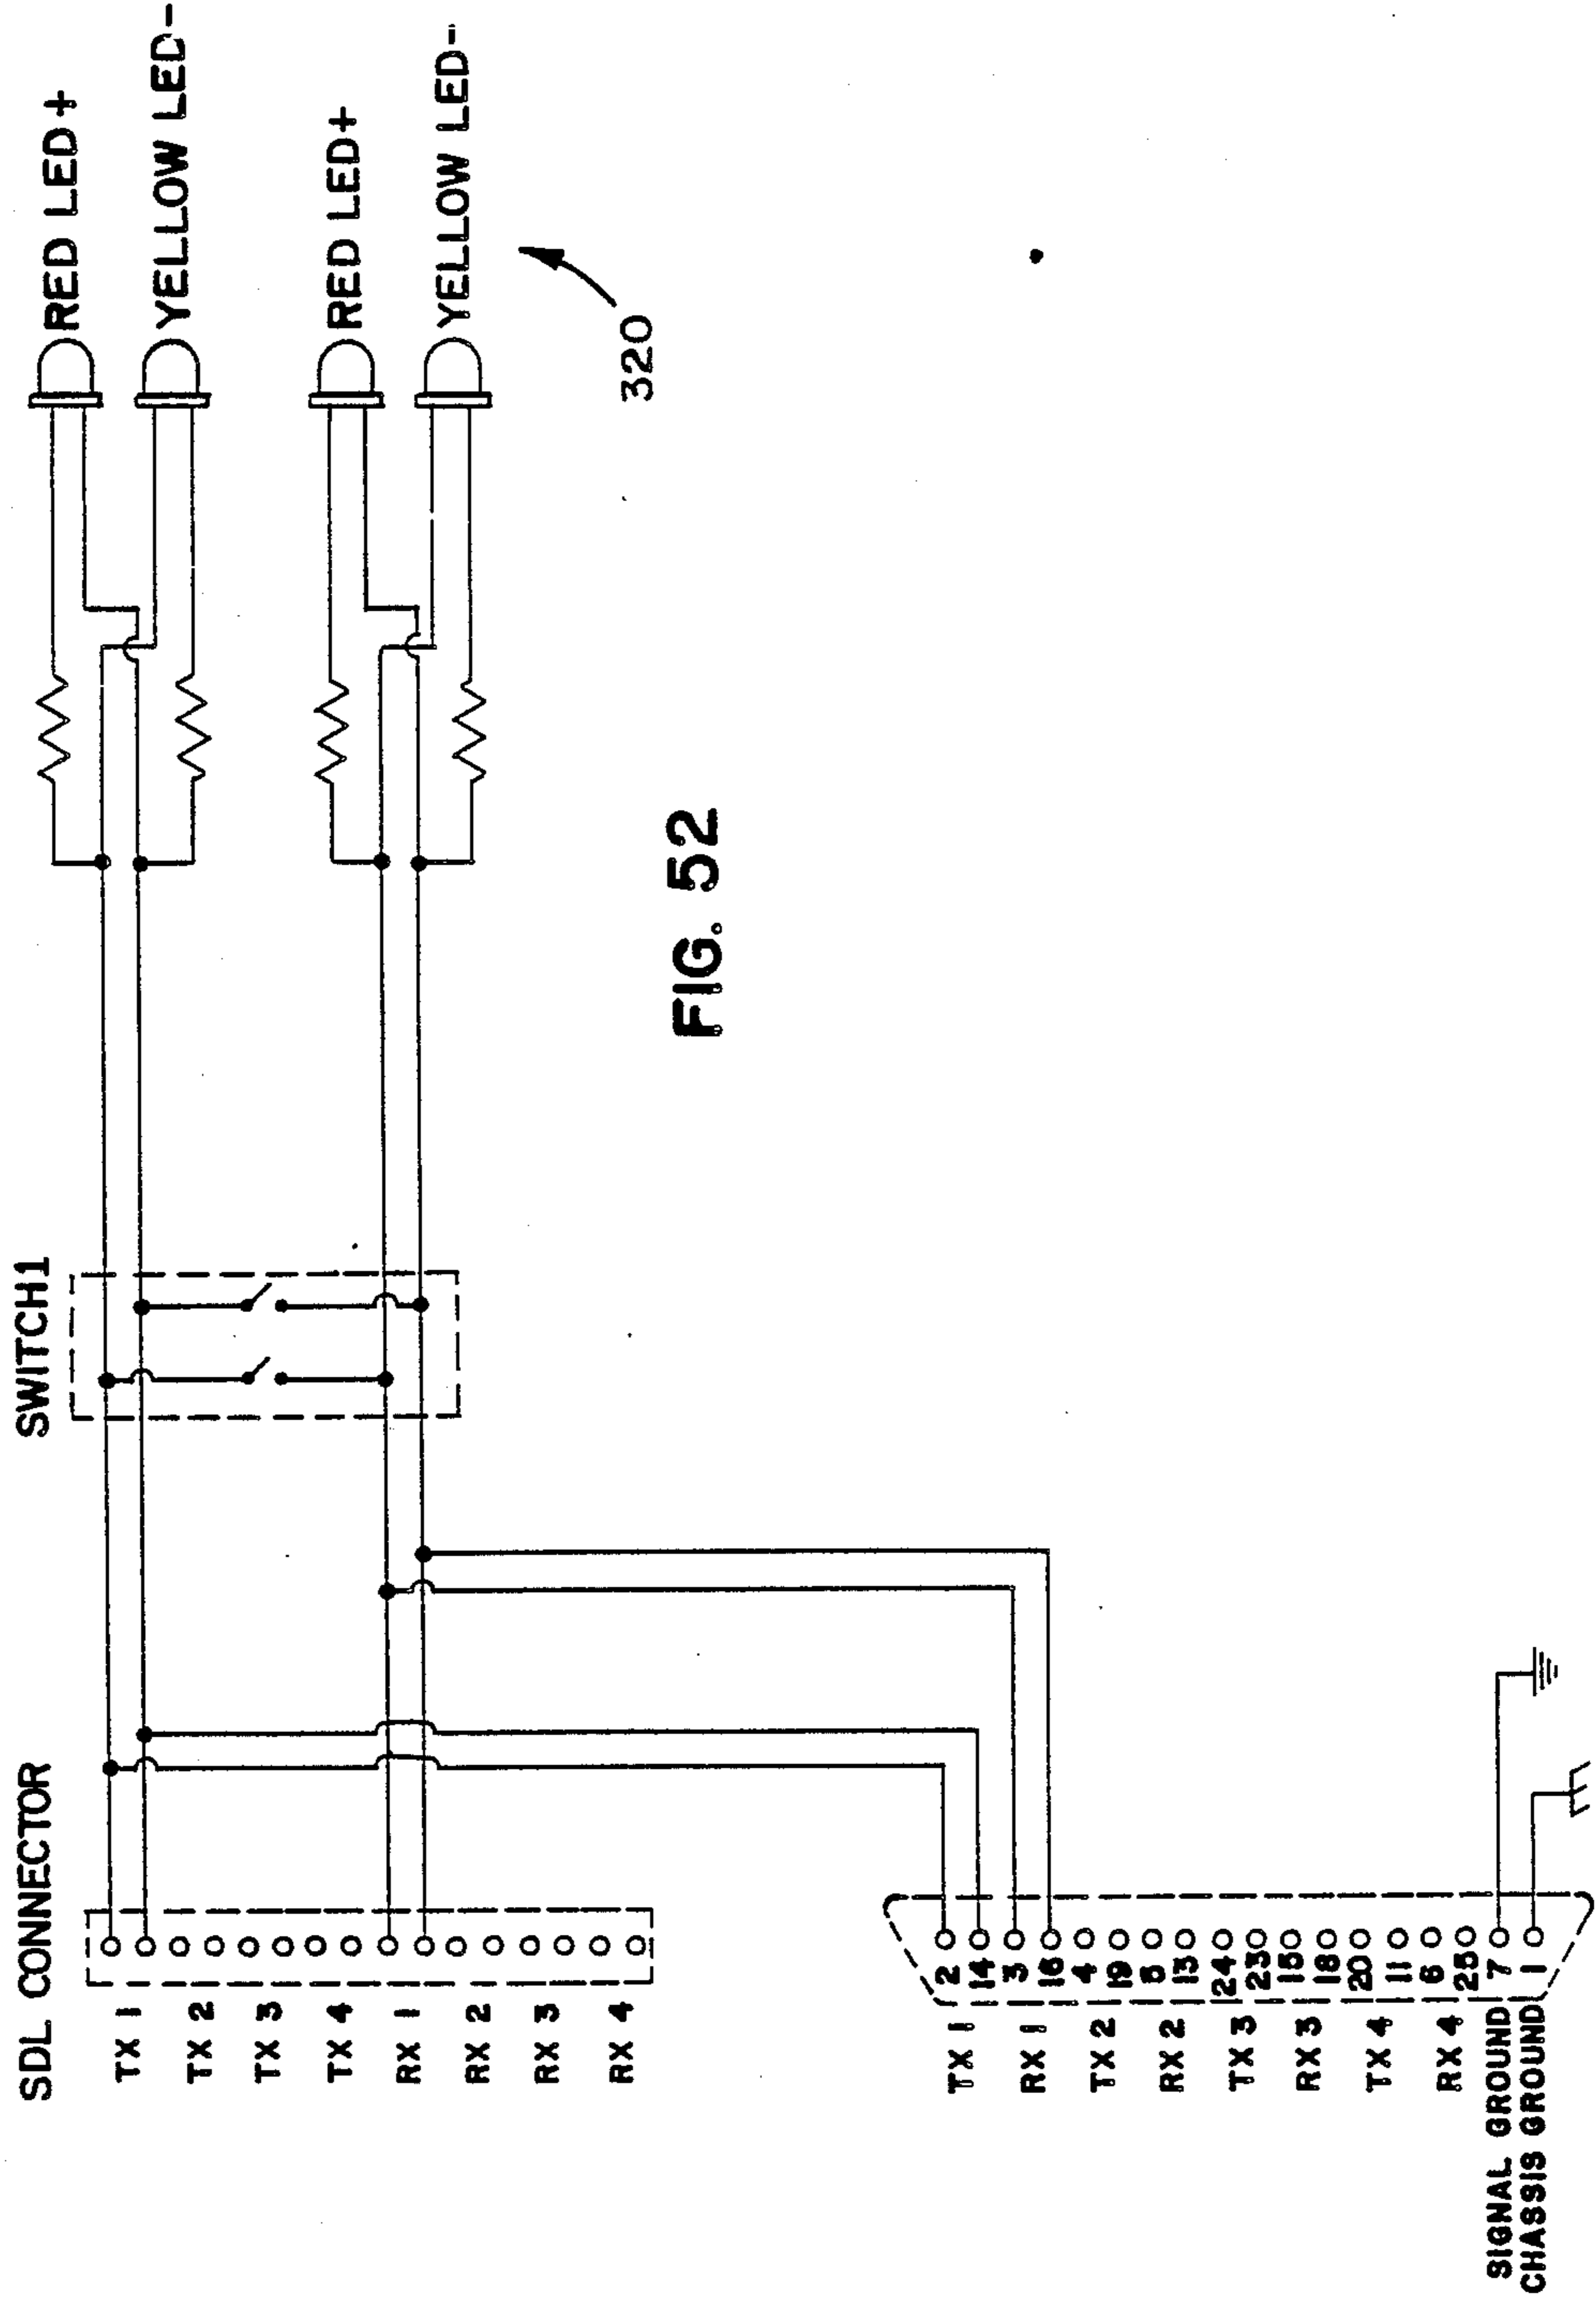 SDL CONNECTOR
SWITCH1
TX 1
TX 2
TX 3
TX 4
RX 1
RX 2
RX 3
RX 4
RED LED+
YELLOW LED-
RED LED+
YELLOW LED-
320
FIG. 52
TX 1
RX 1
TX 2
RX 2
TX 3
RX 3
TX 4
RX 4
SIGNAL GROUND
CHASSIS GROUND
2
14
3
16
4
19
5
13
24
23
15
18
20
11
6
25
7
1